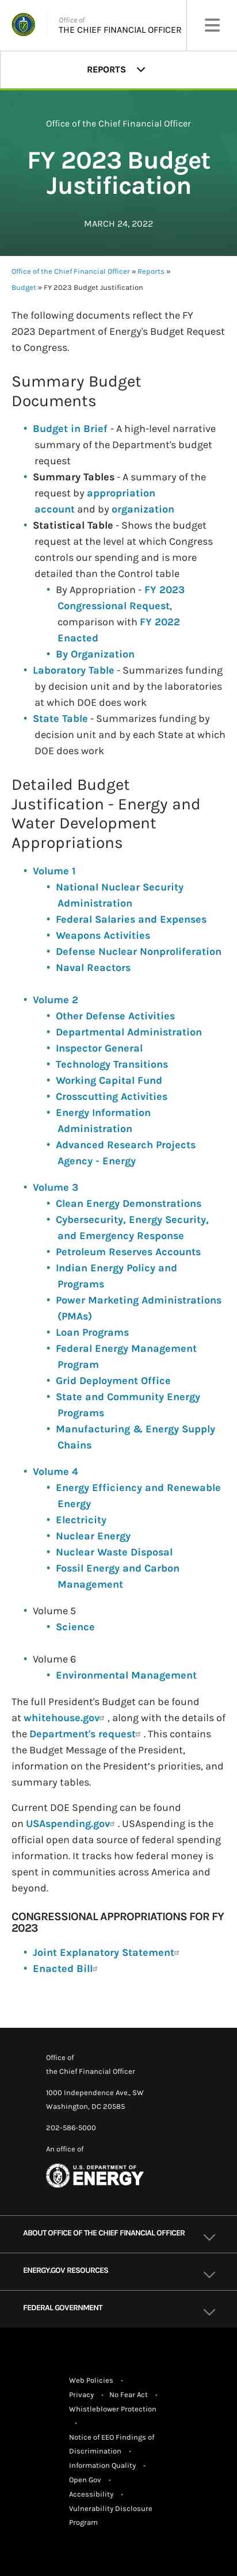 Office of
THE CHIEF FINANCIAL OFFICER
REPORTS
Office of the Chief Financial Officer
FY 2023 Budget
Justification
MARCH 24, 2022
Office of the Chief Financial Officer » Reports »
Budget » FY 2023 Budget Justification
The following documents reflect the FY
2023 Department of Energy's Budget Request
to Congress.
Summary Budget
Documents
• Budget in Brief - A high-level narrative
summary of the Department's budget
request
• Summary Tables - A summary of the
request by appropriation
account and by organization
• Statistical Table - Shows the budget
request at the level at which Congress
controls our spending and is more
detailed than the Control table
• By Appropriation - FY 2023
Congressional Request,
comparison with FY 2022
Enacted
• By Organization
• Laboratory Table - Summarizes funding
by decision unit and by the laboratories
at which DOE does work
• State Table - Summarizes funding by
decision unit and by each State at which
DOE does work
Detailed Budget
Justification - Energy and
Water Development
Appropriations
• Volume 1
• National Nuclear Security
Administration
• Federal Salaries and Expenses
• Weapons Activities
• Defense Nuclear Nonproliferation
• Naval Reactors
• Volume 2
• Other Defense Activities
• Departmental Administration
• Inspector General
• Technology Transitions
• Working Capital Fund
• Crosscutting Activities
• Energy Information
Administration
• Advanced Research Projects
Agency - Energy
• Volume 3
• Clean Energy Demonstrations
• Cybersecurity, Energy Security,
and Emergency Response
• Petroleum Reserves Accounts
• Indian Energy Policy and
Programs
• Power Marketing Administrations
(PMAs)
• Loan Programs
• Federal Energy Management
Program
• Grid Deployment Office
• State and Community Energy
Programs
• Manufacturing & Energy Supply
Chains
• Volume 4
• Energy Efficiency and Renewable
Energy
• Electricity
• Nuclear Energy
• Nuclear Waste Disposal
• Fossil Energy and Carbon
Management
• Volume 5
• Science
• Volume 6
• Environmental Management
The full President's Budget can be found
at whitehouse.gov , along with details of
the Department's request . This contains
the Budget Message of the President,
information on the President’s priorities, and
summary tables.
Current DOE Spending can be found
on USAspending.gov . USAspending is the
official open data source of federal spending
information. It tracks how federal money is
spent in communities across America and
beyond.
CONGRESSIONAL APPROPRIATIONS FOR FY
2023
• Joint Explanatory Statement
• Enacted Bill
Office of
the Chief Financial Officer
1000 Independence Ave., SW
Washington, DC 20585
202-586-5000
An office of
U.S. DEPARTMENT OF
ENERGY
ABOUT OFFICE OF THE CHIEF FINANCIAL OFFICER
ENERGY.GOV RESOURCES
FEDERAL GOVERNMENT
Web Policies •
Privacy • No Fear Act •
Whistleblower Protection
•
Notice of EEO Findings of
Discrimination •
Information Quality •
Open Gov •
Accessibility •
Vulnerability Disclosure
Program